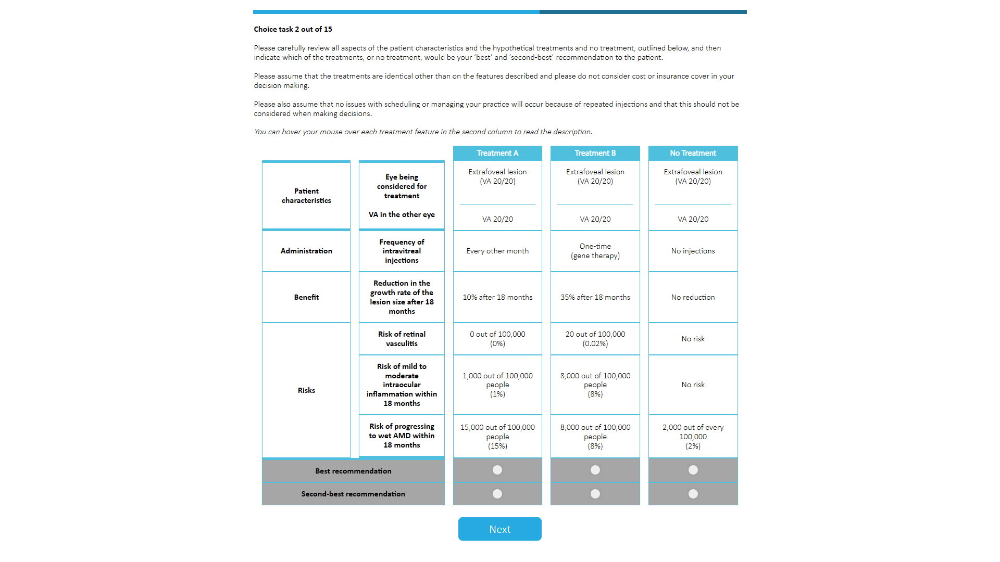 Choice task 2 out of 15
Please carefully review all aspects of the patient characteristics and the hypothetical treatments and no treatment, outlined below, and then
indicate which of the treatments, or no treatment, would be your ‘best’ and ‘second-best’ recommendation to the patient.
Please assume that the treatments are identical other than on the features described and please do not consider cost or insurance cover in your
decision making.
Please also assume that no issues with scheduling or managing your practice will occur because of repeated injections and that this should not be
considered when making decisions.
You can hover your mouse over each treatment feature in the second column to read the description.
Treatment A
Treatment B
No Treatment
Patient
characteristics
Eye being
considered for
treatment
VA in the other eye
Extrafoveal lesion
(VA 20/20)
VA 20/20
Extrafoveal lesion
(VA 20/20)
VA 20/20
Extrafoveal lesion
(VA 20/20)
VA 20/20
Administration
Frequency of
intravitreal
injections
Every other month
One-time
(gene therapy)
No injections
Benefit
Reduction in the
growth rate of the
lesion size after 18
months
10% after 18 months
35% after 18 months
No reduction
Risks
Risk of retinal
vasculitis
0 out of 100,000
(0%)
20 out of 100,000
(0.02%)
No risk
Risk of mild to
moderate
intraocular
inflammation within
18 months
1,000 out of 100,000
people
(1%)
8,000 out of 100,000
people
(8%)
No risk
Risk of progressing
to wet AMD within
18 months
15,000 out of 100,000
people
(15%)
8,000 out of 100,000
people
(8%)
2,000 out of every
100,000
(2%)
Best recommendation
Second-best recommendation
Next